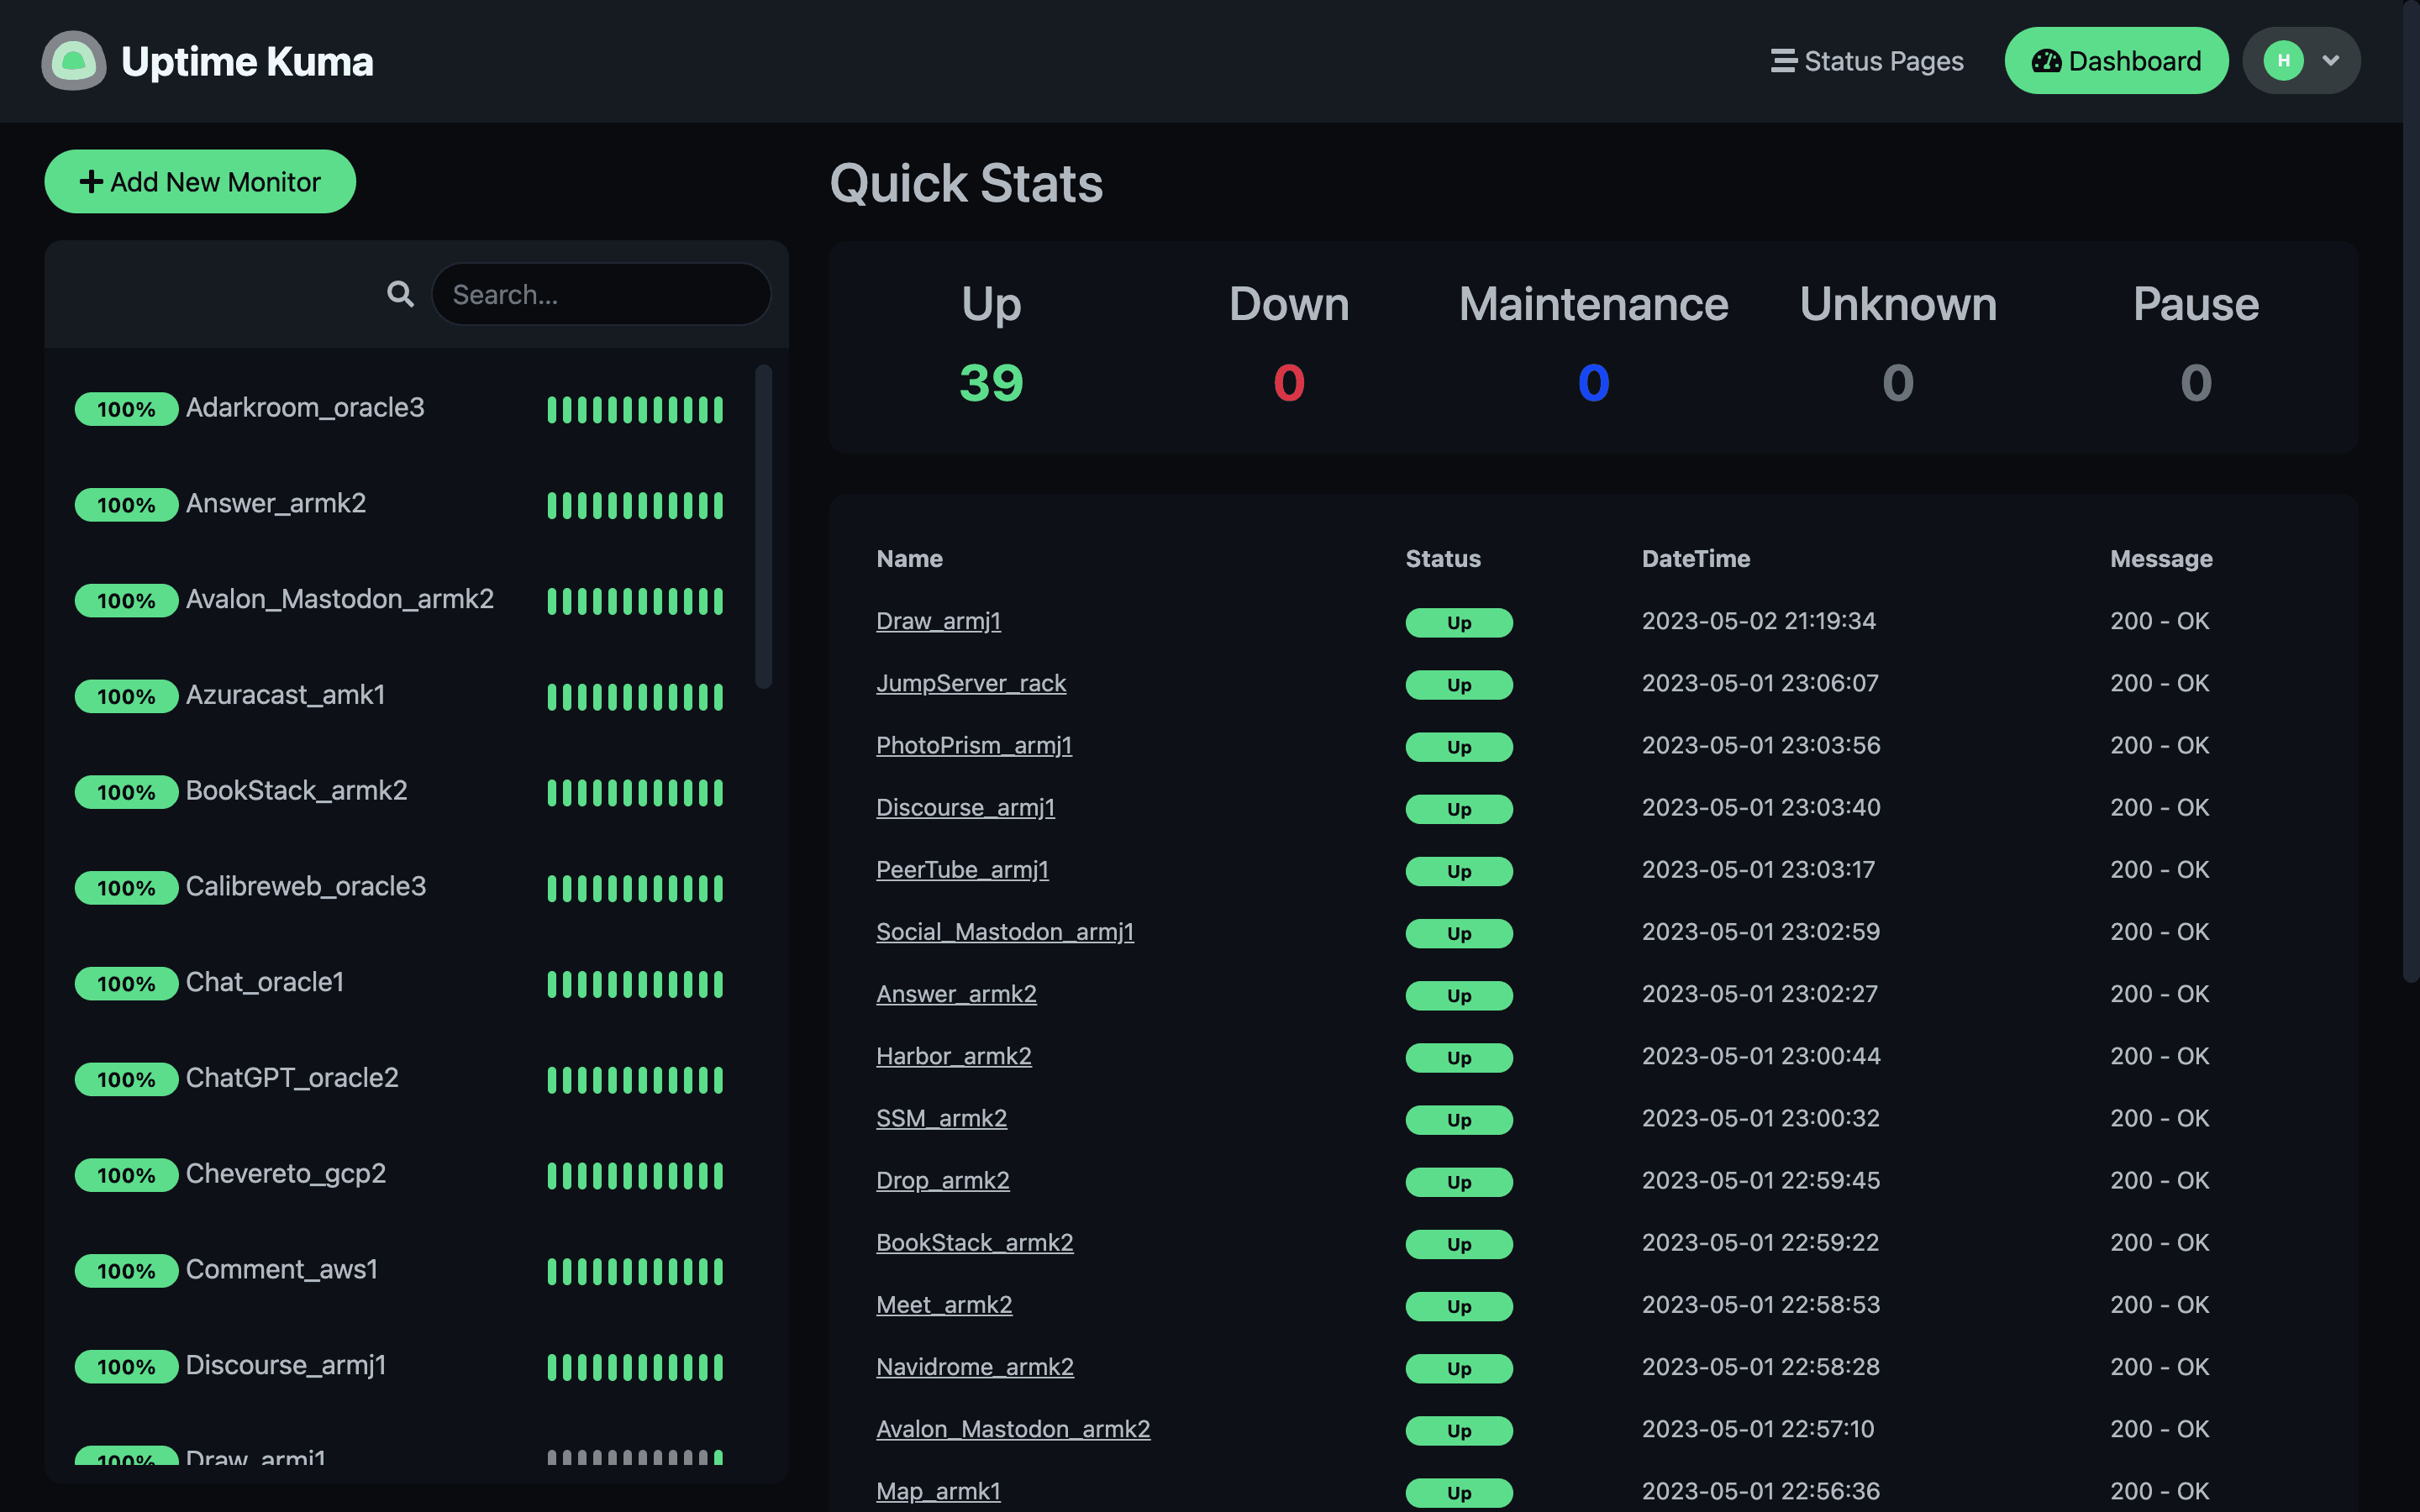 Uptime Kuma
Status Pages
Dashboard
H
Add New Monitor
Search...
100% Adarkroom_oracle3
100% Answer_armk2
100% Avalon_Mastodon_armk2
100% Azuracast_amk1
100% BookStack_armk2
100% Calibreweb_oracle3
100% Chat_oracle1
100% ChatGPT_oracle2
100% Chevereto_gcp2
100% Comment_aws1
100% Discourse_armj1
100% Draw_armj1
Quick Stats
Up Down Maintenance Unknown Pause
39 0 0 0 0
Name Status DateTime Message
Draw_armj1 Up 2023-05-02 21:19:34 200 - OK
JumpServer_rack Up 2023-05-01 23:06:07 200 - OK
PhotoPrism_armj1 Up 2023-05-01 23:03:56 200 - OK
Discourse_armj1 Up 2023-05-01 23:03:40 200 - OK
PeerTube_armj1 Up 2023-05-01 23:03:17 200 - OK
Social_Mastodon_armj1 Up 2023-05-01 23:02:59 200 - OK
Answer_armk2 Up 2023-05-01 23:02:27 200 - OK
Harbor_armk2 Up 2023-05-01 23:00:44 200 - OK
SSM_armk2 Up 2023-05-01 23:00:32 200 - OK
Drop_armk2 Up 2023-05-01 22:59:45 200 - OK
BookStack_armk2 Up 2023-05-01 22:59:22 200 - OK
Meet_armk2 Up 2023-05-01 22:58:53 200 - OK
Navidrome_armk2 Up 2023-05-01 22:58:28 200 - OK
Avalon_Mastodon_armk2 Up 2023-05-01 22:57:10 200 - OK
Map_armk1 Up 2023-05-01 22:56:36 200 - OK